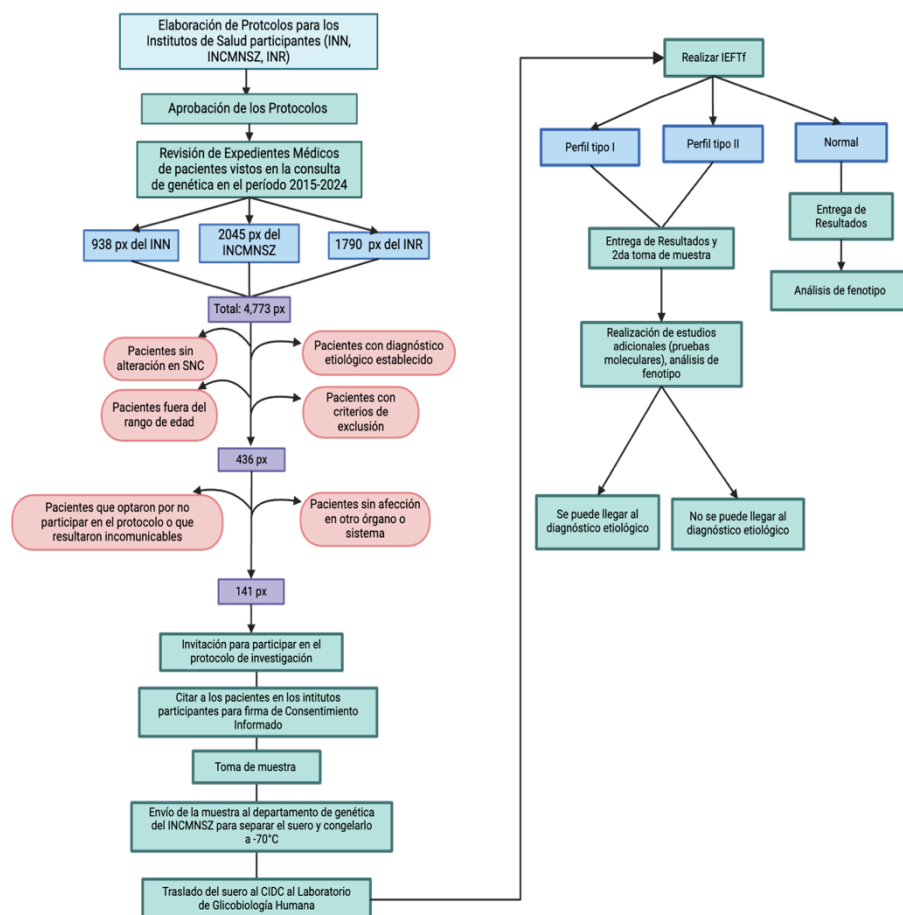 Elaboración de Protcolos para los
Institutos de Salud participantes (INN,
INCMNSZ, INR)
Aprobación de los Protocolos
Revisión de Expedientes Médicos
de pacientes vistos en la consulta
de genética en el período 2015-2024
938 px del INN
2045 px del
INCMNSZ
1790 px del INR
Total: 4,773 px
Pacientes sin
alteración en SNC
Pacientes con diagnóstico
etiológico establecido
Pacientes fuera del
rango de edad
Pacientes con
criterios de
exclusión
436 px
Pacientes que optaron por no
participar en el protocolo o que
resultaron incomunicables
Pacientes sin afección
en otro órgano o
sistema
141 px
Invitación para participar en el
protocolo de investigación
Citar a los pacientes en los intitutos
participantes para firma de Consentimiento
Informado
Toma de muestra
Envío de la muestra al departamento de genética
del INCMNSZ para separar el suero y congelarlo
a -70°C
Traslado del suero al CIDC al Laboratorio
de Glicobiología Humana
Realizar IEFTf
Perfil tipo I
Perfil tipo II
Normal
Entrega de Resultados y
2da toma de muestra
Entrega de
Resultados
Análisis de fenotipo
Realización de estudios
adicionales (pruebas
moleculares), análisis de
fenotipo
Se puede llegar al
diagnóstico etiológico
No se puede llegar al
diagnóstico etiológico